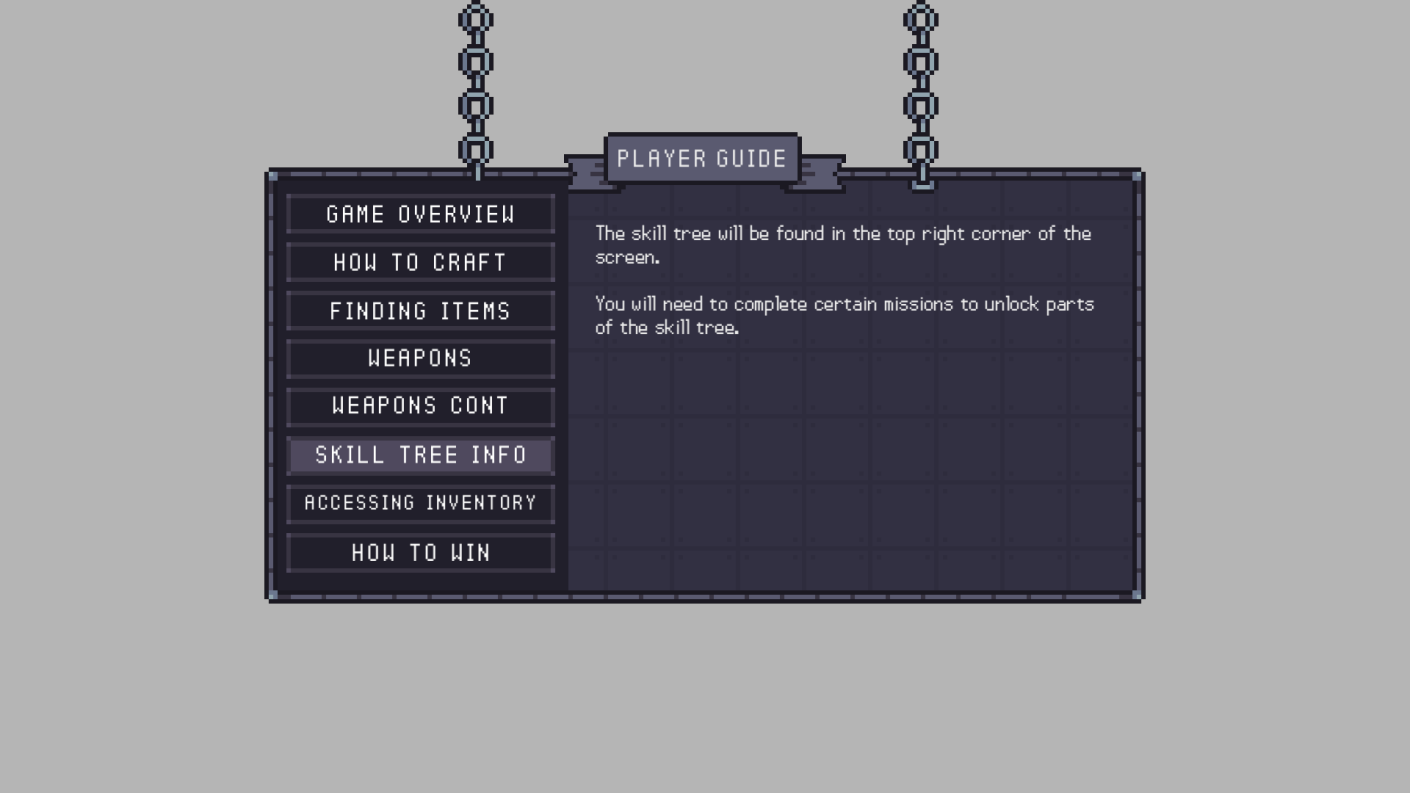 PLAYER GUIDE
GAME OVERVIEW
HOW TO CRAFT
FINDING ITEMS
WEAPONS
WEAPONS CONT
SKILL TREE INFO
ACCESSING INVENTORY
HOW TO WIN
The skill tree will be found in the top right corner of the
screen.
You will need to complete certain missions to unlock parts
of the skill tree.